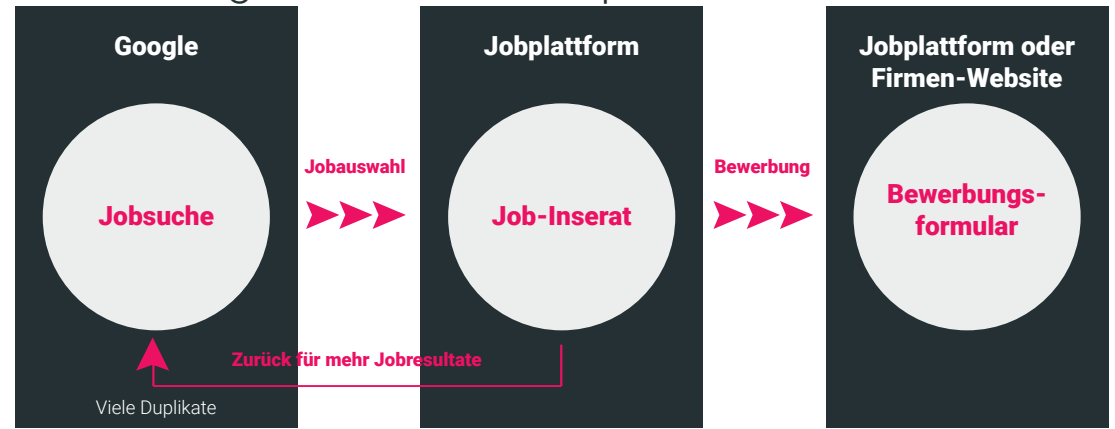 Google
Jobplattform
Jobplattform oder
Firmen-Website
Jobauswahl
Bewerbung
Jobsuche
Job-Inserat
Bewerbungs-
formular
Zurück für mehr Jobresultate
Viele Duplikate